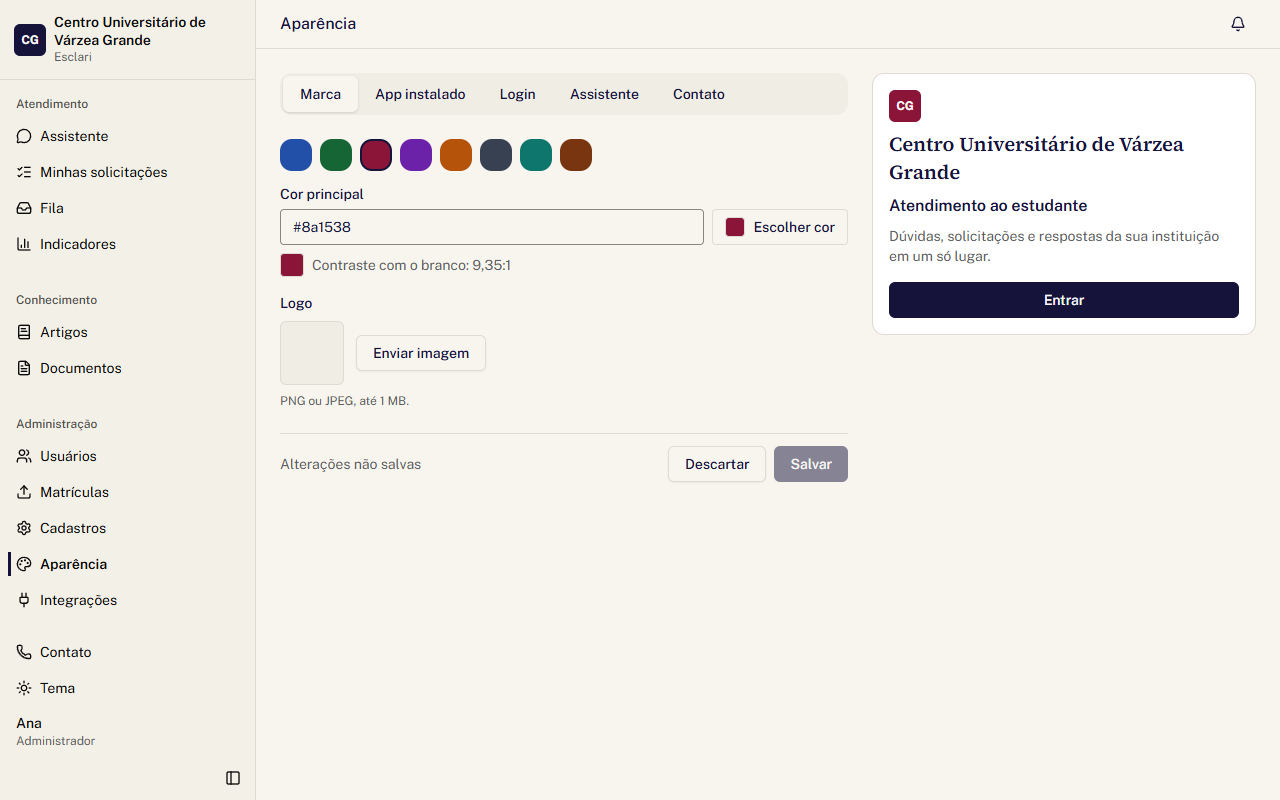 CG
Centro Universitário de
Várzea Grande
Esclari
Atendimento
Assistente
Minhas solicitações
Fila
Indicadores
Conhecimento
Artigos
Documentos
Administração
Usuários
Matrículas
Cadastros
Aparência
Integrações
Contato
Tema
Ana
Administrador
Aparência
Marca
App instalado
Login
Assistente
Contato
Cor principal
#8a1538
Escolher cor
Contraste com o branco: 9,35:1
Logo
Enviar imagem
PNG ou JPEG, até 1 MB.
Alterações não salvas
Descartar
Salvar
CG
Centro Universitário de Várzea
Grande
Atendimento ao estudante
Dúvidas, solicitações e respostas da sua instituição
em um só lugar.
Entrar